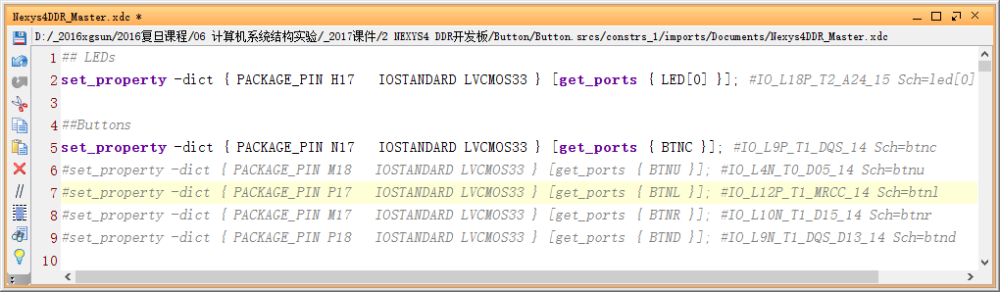 Nexys4DDR_Master.xdc *
D:/_2016xgsun/2016复旦课程/06 计算机系统结构实验/_2017课件/2 NEXYS4 DDR开发板/Button/Button.srcs/constrs_1/imports/Documents/Nexys4DDR_Master.xdc
1 ## LEDs
2 set_property -dict { PACKAGE_PIN H17 IOSTANDARD LVCMOS33 } [get_ports { LED[0] }]; #IO_L18P_T2_A24_15 Sch=led[0]
3
4 ##Buttons
5 set_property -dict { PACKAGE_PIN N17 IOSTANDARD LVCMOS33 } [get_ports { BTNC }]; #IO_L9P_T1_DQS_14 Sch=btnc
6 #set_property -dict { PACKAGE_PIN M18 IOSTANDARD LVCMOS33 } [get_ports { BTNU }]; #IO_L4N_T0_D05_14 Sch=btnu
7 #set_property -dict { PACKAGE_PIN P17 IOSTANDARD LVCMOS33 } [get_ports { BTNL }]; #IO_L12P_T1_MRCC_14 Sch=btnl
8 #set_property -dict { PACKAGE_PIN M17 IOSTANDARD LVCMOS33 } [get_ports { BTNR }]; #IO_L10N_T1_D15_14 Sch=btnr
9 #set_property -dict { PACKAGE_PIN P18 IOSTANDARD LVCMOS33 } [get_ports { BTND }]; #IO_L9N_T1_DQS_D13_14 Sch=btnd
10